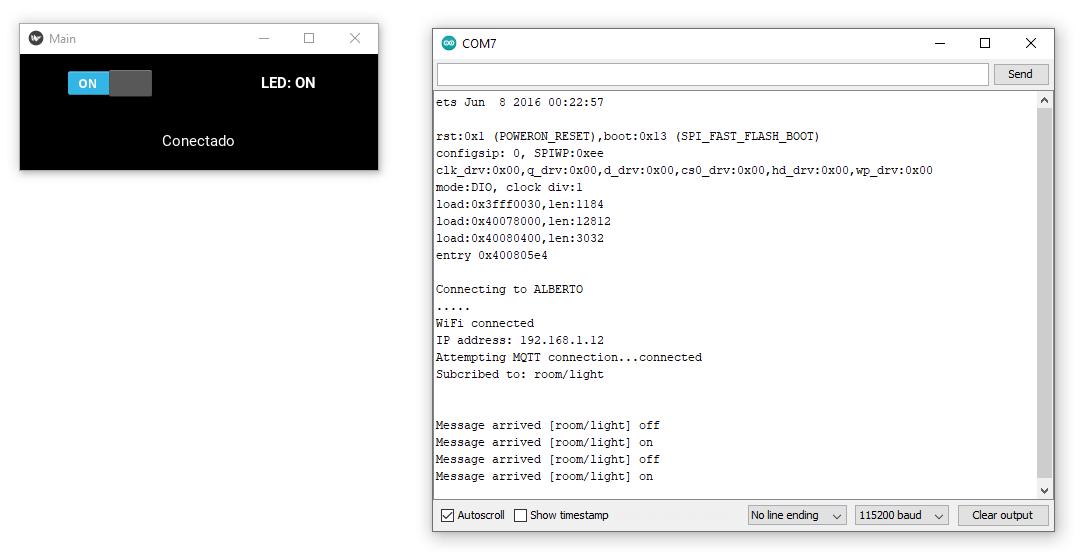 Main
ON
LED: ON
Conectado
COM7
Send
ets Jun  8 2016 00:22:57
rst:0x1 (POWERON_RESET),boot:0x13 (SPI_FAST_FLASH_BOOT)
configsip: 0, SPIWP:0xee
clk_drv:0x00,q_drv:0x00,d_drv:0x00,cs0_drv:0x00,hd_drv:0x00,wp_drv:0x00
mode:DIO, clock div:1
load:0x3fff0030,len:1184
load:0x40078000,len:12812
load:0x40080400,len:3032
entry 0x400805e4
Connecting to ALBERTO
.....
WiFi connected
IP address: 192.168.1.12
Attempting MQTT connection...connected
Subcribed to: room/light
Message arrived [room/light] off
Message arrived [room/light] on
Message arrived [room/light] off
Message arrived [room/light] on
Autoscroll Show timestamp No line ending 115200 baud Clear output